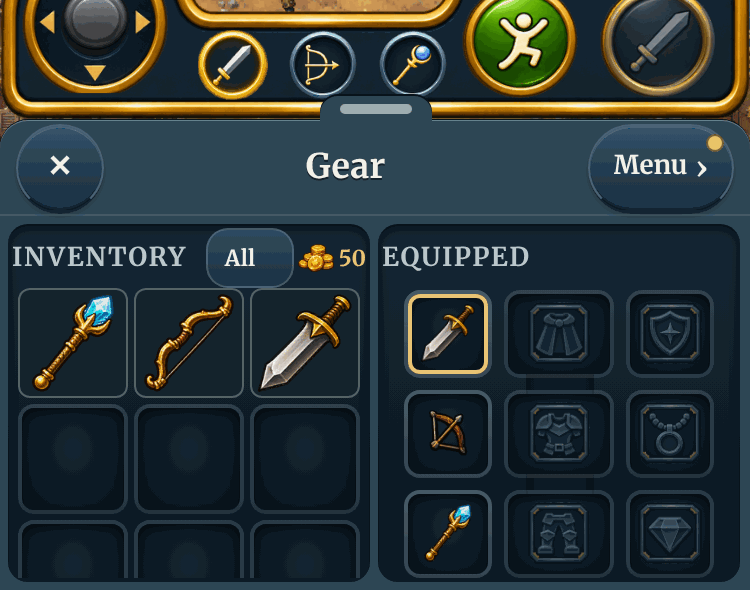 ×
Gear
Menu ›
INVENTORY
All
50
EQUIPPED